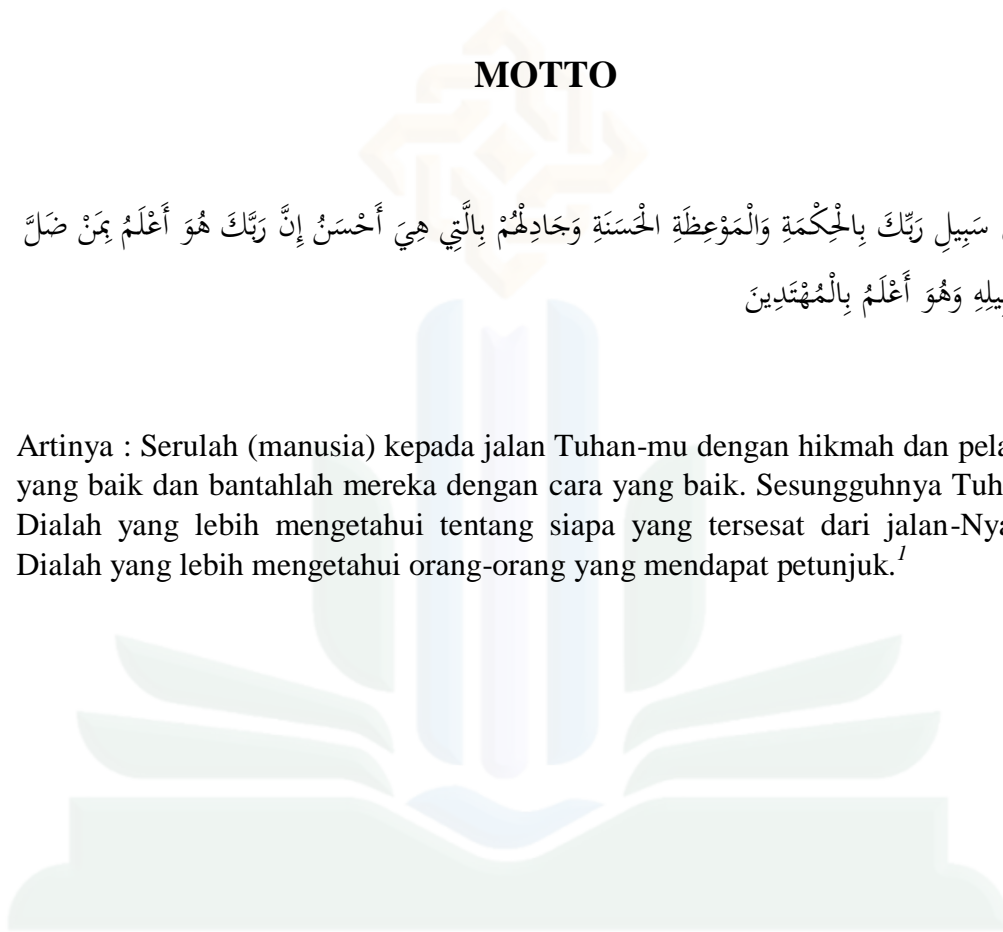 MOTTO
سَبِيلِ رَبِّكَ بِالْحِكْمَةِ وَالْمَوْعِظَةِ الْحَسَنَةِ وَجَادِلْهُمْ بِالَّتِي هِيَ أَحْسَنُ إِنَّ رَبَّكَ هُوَ أَعْلَمُ بِمَنْ ضَلَّ
وَهُوَ أَعْلَمُ بِالْمُهْتَدِينَ
Artinya : Serulah (manusia) kepada jalan Tuhan-mu dengan hikmah dan
yang baik dan bantahlah mereka dengan cara yang baik. Sesungguhnya
Dialah yang lebih mengetahui tentang siapa yang tersesat dari jalan-Nya
Dialah yang lebih mengetahui orang-orang yang mendapat petunjuk.1